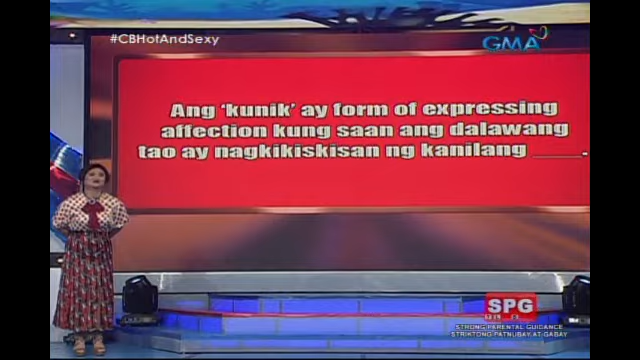 #CBHotAndSexy
GMA
Ang 'kunik' ay form of expressing
affection kung saan ang dalawang
tao ay nagkikiskisan ng kanilang ____.
SPG
STRONG PARENTAL GUIDANCE
STRIKTONG PATNUBAY AT GABAY